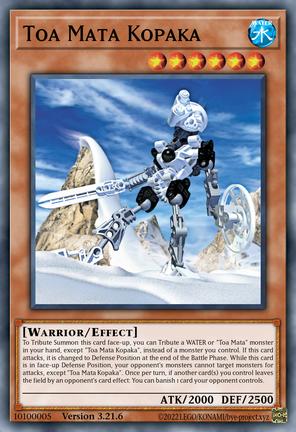 Toa Mata Kopaka
WATER
水
[WARRIOR/EFFECT]
To Tribute Summon this card face-up, you can Tribute a WATER or "Toa Mata" monster
in your hand, except "Toa Mata Kopaka", instead of a monster you control. If this card
attacks, it is changed to Defense Position at the end of the Battle Phase. While this card
is in face-up Defense Position, your opponent's monsters cannot target monsters for
attacks, except "Toa Mata Kopaka". Once per turn, if another card(s) you control leaves
the field by an opponent's card effect: You can banish 1 card your opponent controls.
ATK/2000 DEF/2500
10100005 Version 3.21.6 ©2022LEGO/KONAMI/bye-project.xyz